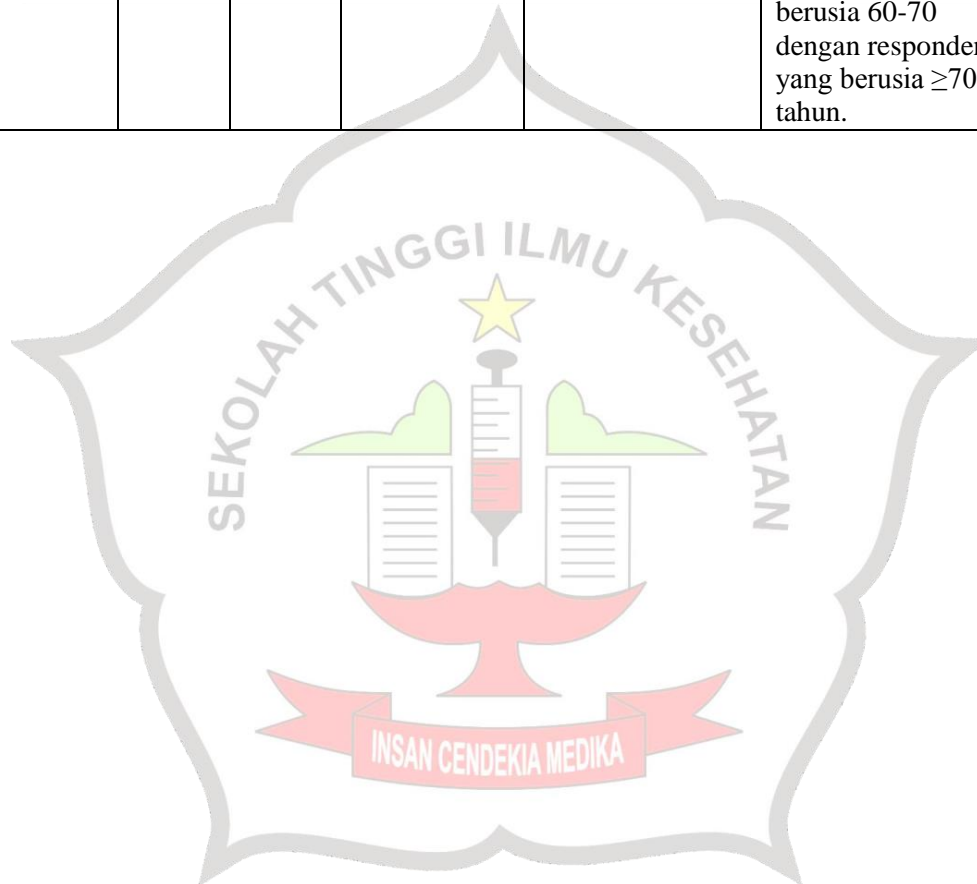 berusia 60-70
dengan responden
yang berusia ≥70
tahun.
SEKOLAH TINGGI ILMU KESEHATAN
INSAN CENDEKIA MEDIKA